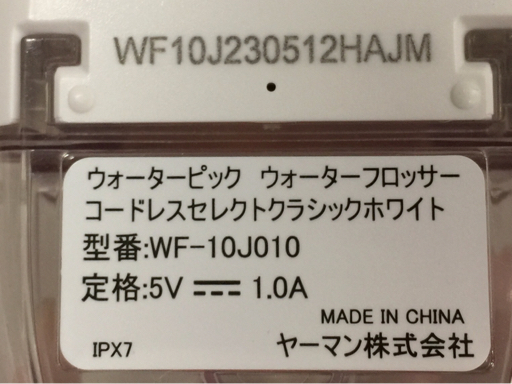 WF10J230512HAJM
ウォーターピック ウォーターフロッサー
コードレスセレクトクラシックホワイト
型番:WF-10J010
定格:5V ⎓ 1.0A
MADE IN CHINA
IPX7 ヤーマン株式会社